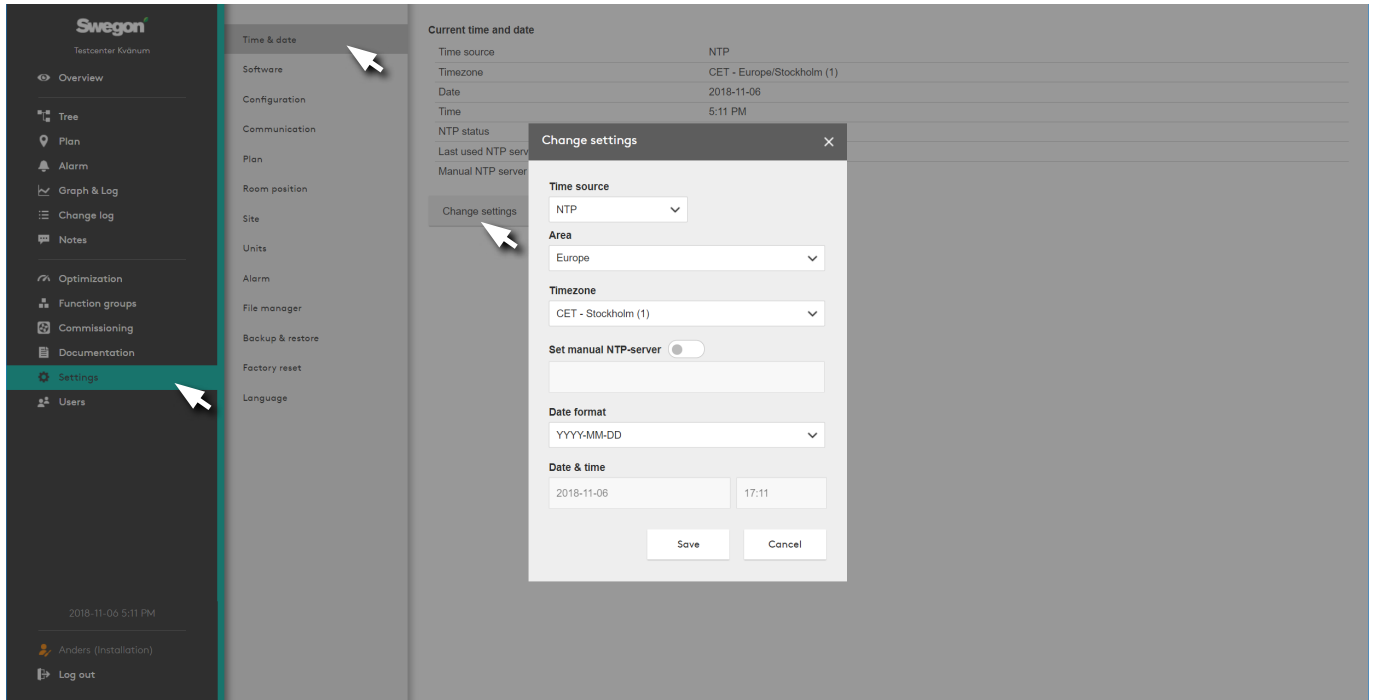 Swegon
Testcenter Kvänum
Overview
Tree
Plan
Alarm
Graph & Log
Change log
Notes
Optimization
Function groups
Commissioning
Documentation
Settings
Users
2018-11-06 5:11 PM
Anders (Installation)
Log out
Time & date
Software
Configuration
Communication
Plan
Room position
Site
Units
Alarm
File manager
Backup & restore
Factory reset
Language
Current time and date
Time source NTP
Timezone CET - Europe/Stockholm (1)
Date 2018-11-06
Time 5:11 PM
NTP status
Last used NTP serv
Manual NTP server
Change settings
Change settings
Time source
NTP
Area
Europe
Timezone
CET - Stockholm (1)
Set manual NTP-server
Date format
YYYY-MM-DD
Date & time
2018-11-06 17:11
Save Cancel